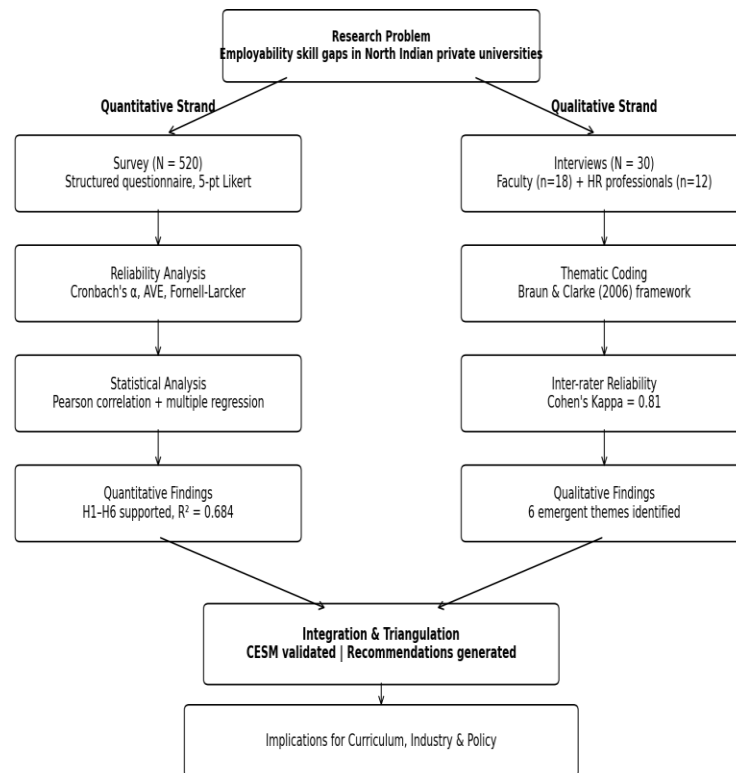 Research Problem
Employability skill gaps in North Indian private universities
Quantitative Strand
Qualitative Strand
Survey (N = 520)
Structured questionnaire, 5-pt Likert
Interviews (N = 30)
Faculty (n=18) + HR professionals (n=12)
Reliability Analysis
Cronbach's α, AVE, Fornell-Larcker
Thematic Coding
Braun & Clarke (2006) framework
Statistical Analysis
Pearson correlation + multiple regression
Inter-rater Reliability
Cohen's Kappa = 0.81
Quantitative Findings
H1–H6 supported, R² = 0.684
Qualitative Findings
6 emergent themes identified
Integration & Triangulation
CESM validated | Recommendations generated
Implications for Curriculum, Industry & Policy